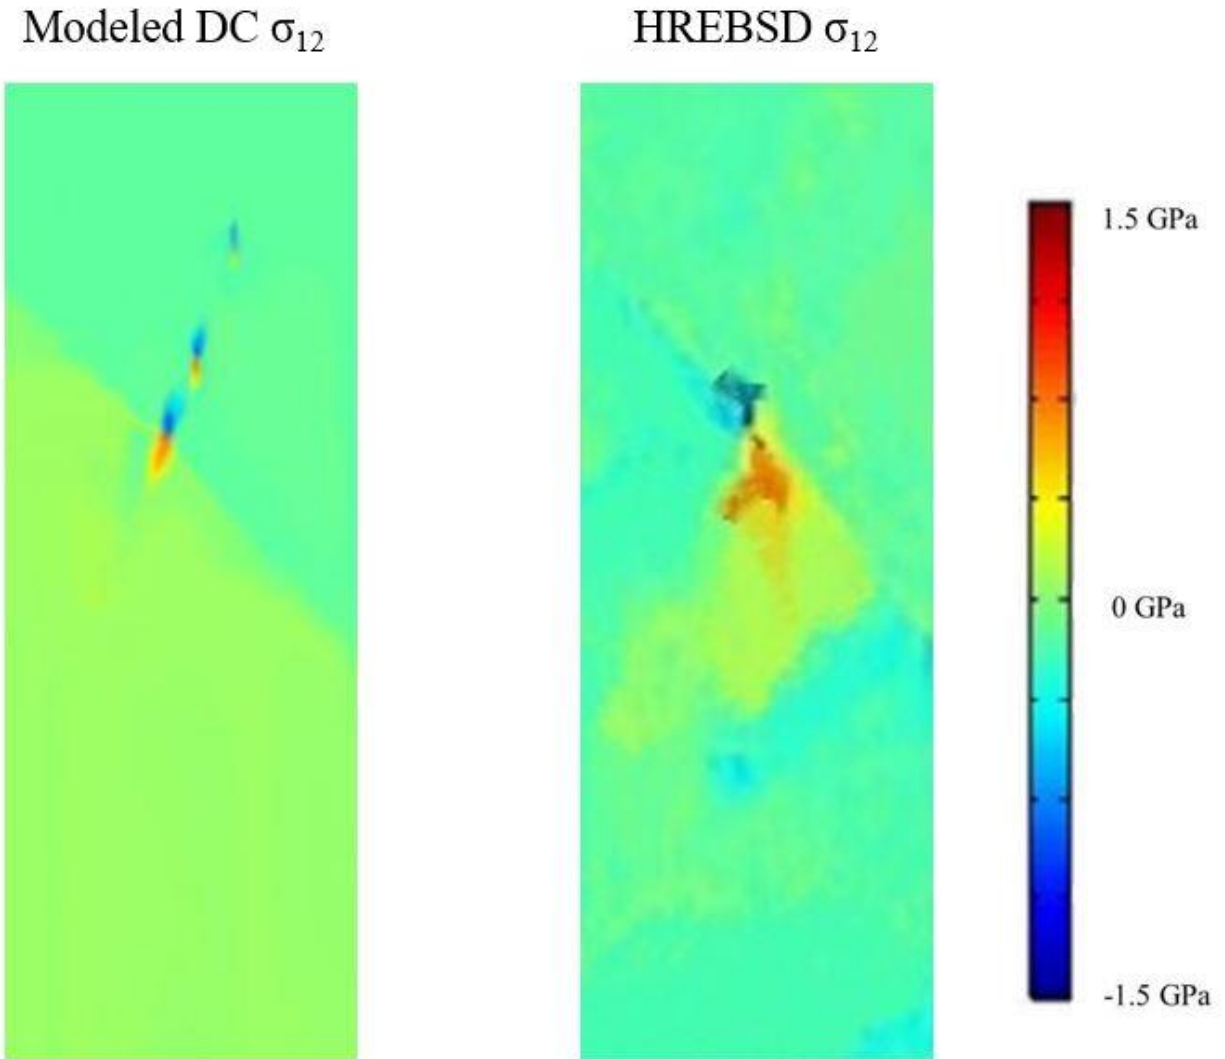 Modeled DC σ₁₂
HREBSD σ₁₂
1.5 GPa
0 GPa
-1.5 GPa